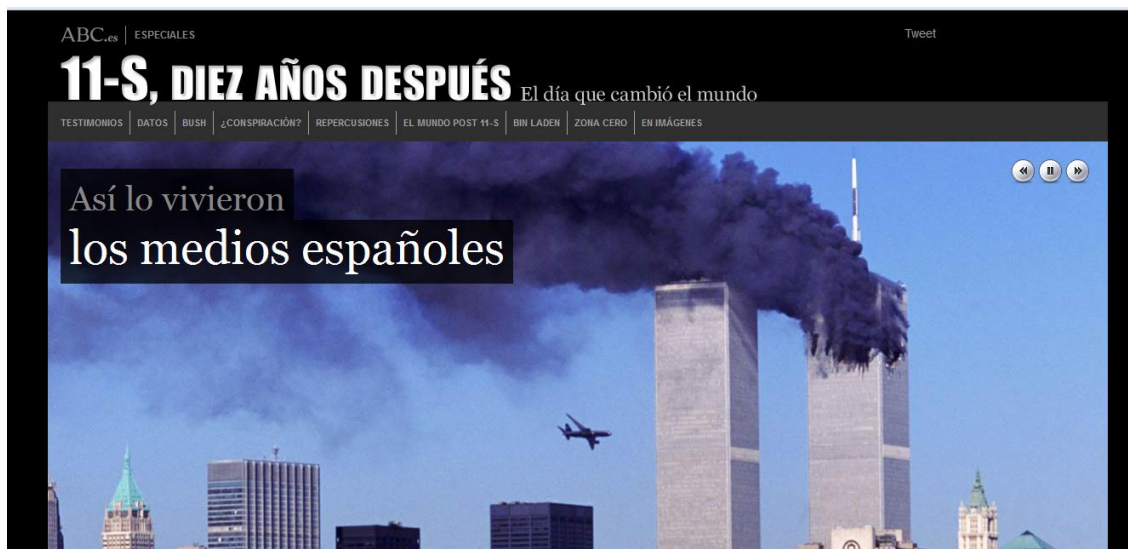 ABC.es | ESPECIALES
Tweet
11-S, DIEZ AÑOS DESPUÉS El día que cambió el mundo
TESTIMONIOS | DATOS | BUSH | ¿CONSPIRACIÓN? | REPERCUSIONES | EL MUNDO POST 11-S | BIN LADEN | ZONA CERO | EN IMÁGENES
Así lo vivieron
los medios españoles